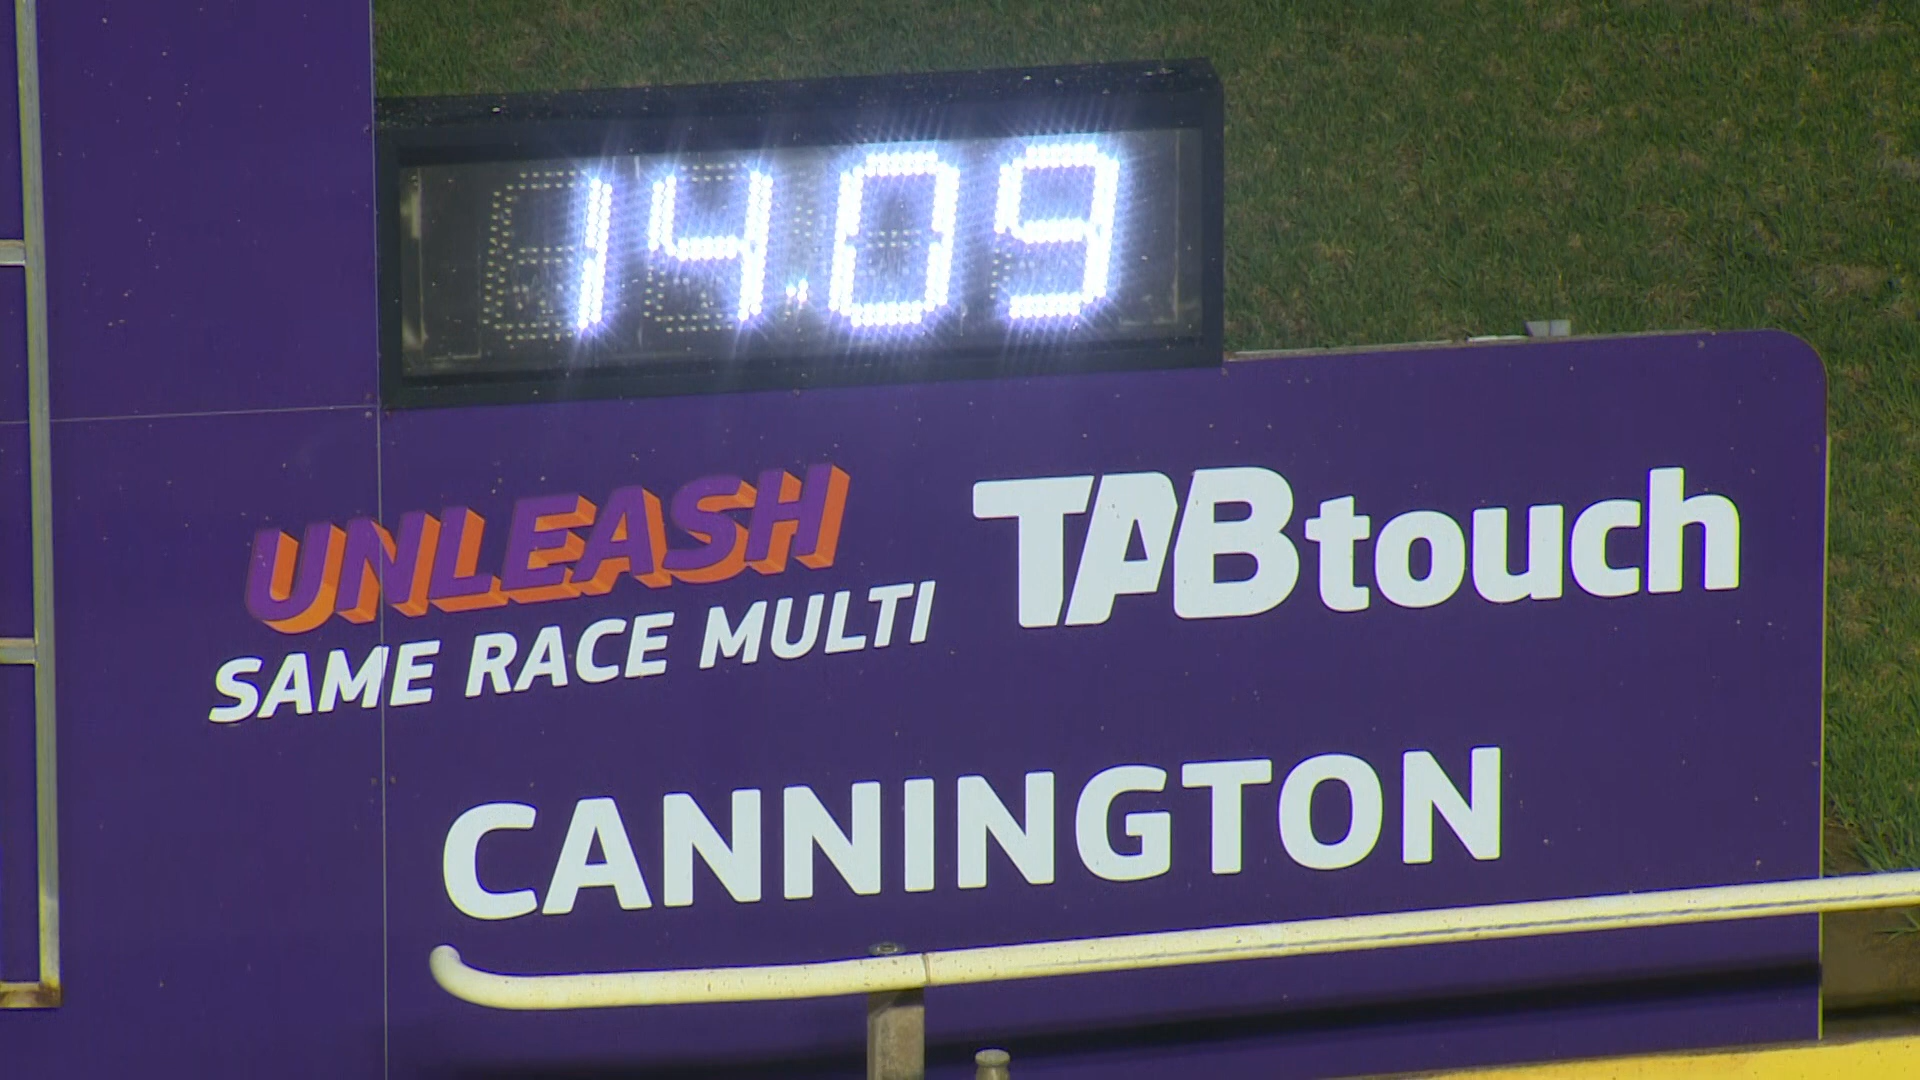 14.09
UNLEASH
SAME RACE MULTI
TABtouch
CANNINGTON